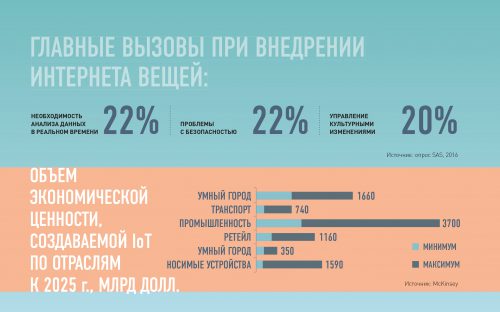 ГЛАВНЫЕ ВЫЗОВЫ ПРИ ВНЕДРЕНИИ
ИНТЕРНЕТА ВЕЩЕЙ:
НЕОБХОДИМОСТЬ
АНАЛИЗА ДАННЫХ
В РЕАЛЬНОМ ВРЕМЕНИ
22%
ПРОБЛЕМЫ
С БЕЗОПАСНОСТЬЮ
22%
УПРАВЛЕНИЕ
КУЛЬТУРНЫМИ
ИЗМЕНЕНИЯМИ
20%
Источник: опрос SAS, 2016
ОБЪЕМ
ЭКОНОМИЧЕСКОЙ
ЦЕННОСТИ,
СОЗДАВАЕМОЙ IoT
ПО ОТРАСЛЯМ
К 2025 г., МЛРД ДОЛЛ.
УМНЫЙ ГОРОД 1660
ТРАНСПОРТ 740
ПРОМЫШЛЕННОСТЬ 3700
РЕТЕЙЛ 1160
УМНЫЙ ГОРОД 350
НОСИМЫЕ УСТРОЙСТВА 1590
МИНИМУМ
МАКСИМУМ
Источник: McKinsey